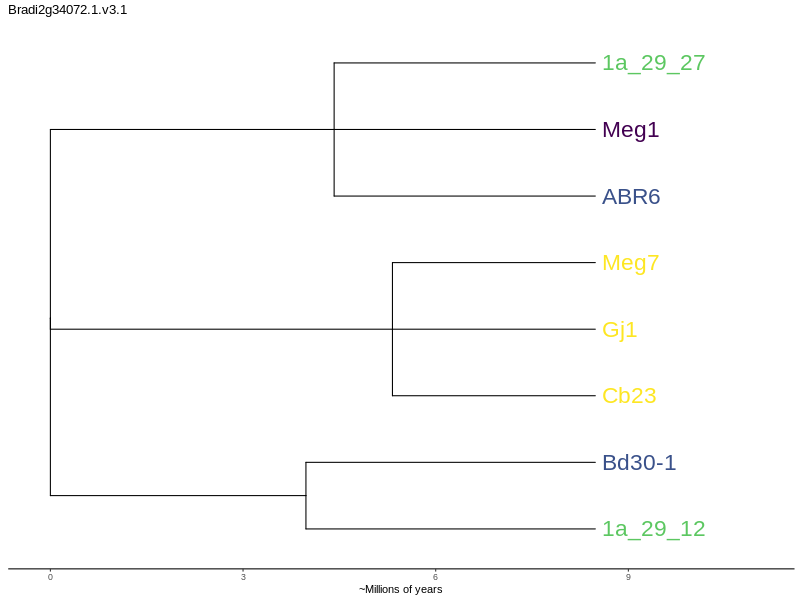 Bradi2g34072.1.v3.1
1a_29_27
Meg1
ABR6
Meg7
Gj1
Cb23
Bd30-1
1a_29_12
0 3 6 9
~Millions of years